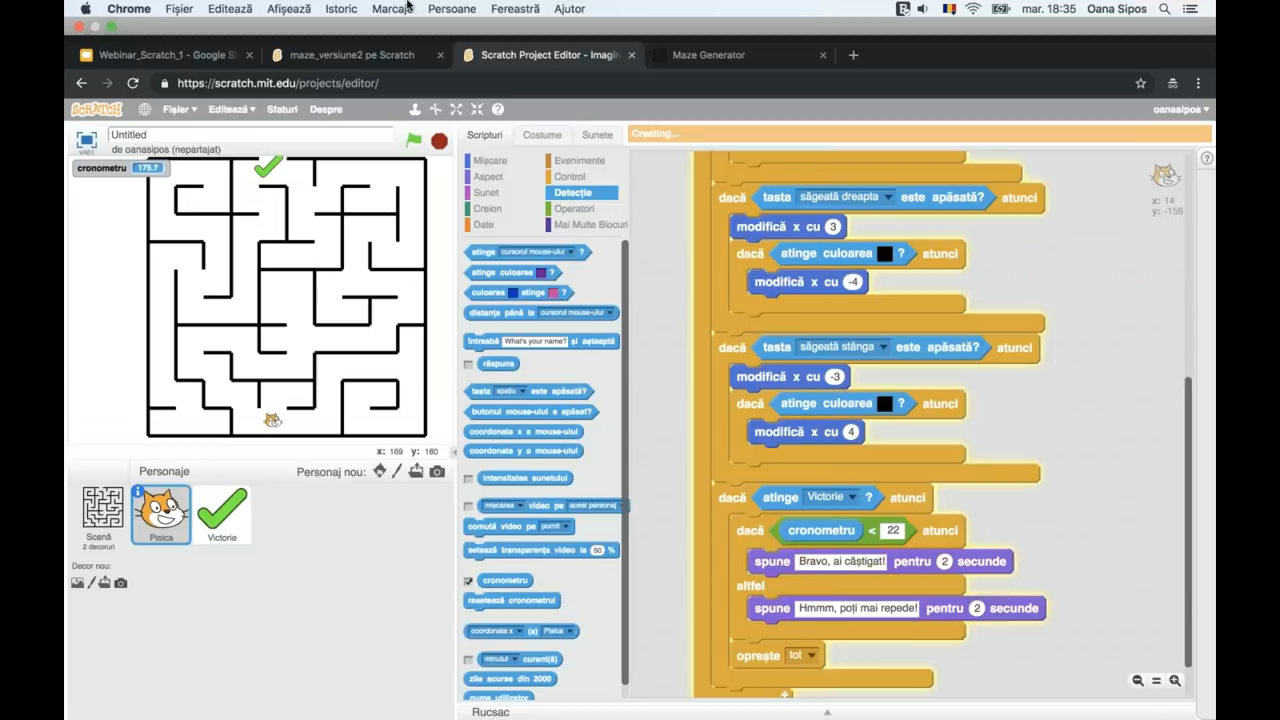 Chrome Fișier Editează Afișează Istoric Marcaje Persoane Fereastră Ajutor mar. 18:35 Oana Sipos
Webinar_Scratch_1 - Google S
maze_versiune2 pe Scratch
Scratch Project Editor - Imagin
Maze Generator
https://scratch.mit.edu/projects/editor/
SCRATCH Fișier Editează Sfaturi Despre oanasipos
Untitled
de oanasipos (nepartajat)
v461
Scripturi Costume Sunete Creating...
cronometru 175.7
Mișcare Evenimente
Aspect Control
Sunet Detecție
Creion Operatori
Date Mai Multe Blocuri
atinge cursorul mouse-ului ?
atinge culoarea ?
culoarea atinge ?
distanța până la cursorul mouse-ului
întreabă What's your name? și așteaptă
răspuns
tasta spațiu este apăsată?
butonul mouse-ului e apăsat?
coordonata x a mouse-ului
coordonata y a mouse-ului
intensitatea sunetului
mișcarea video pe acest personaj
comută video pe pornit
setează transparența video la 50 %
cronometru
resetează cronometrul
coordonata x (a) Pisica
minutul curent(ă)
zile scurse din 2000
nume utilizator
dacă tasta săgeată dreapta este apăsată? atunci
modifică x cu 3
dacă atinge culoarea ? atunci
modifică x cu -4
dacă tasta săgeată stânga este apăsată? atunci
modifică x cu -3
dacă atinge culoarea ? atunci
modifică x cu 4
dacă atinge Victorie ? atunci
dacă cronometru < 22 atunci
spune Bravo, ai câștigat! pentru 2 secunde
altfel
spune Hmmm, poți mai repede! pentru 2 secunde
oprește tot
x: 14
y: -156
x: 169 y: 180
Personaje Personaj nou:
Scenă
2 decoruri
Pisica
Victorie
Decor nou:
Rucsac